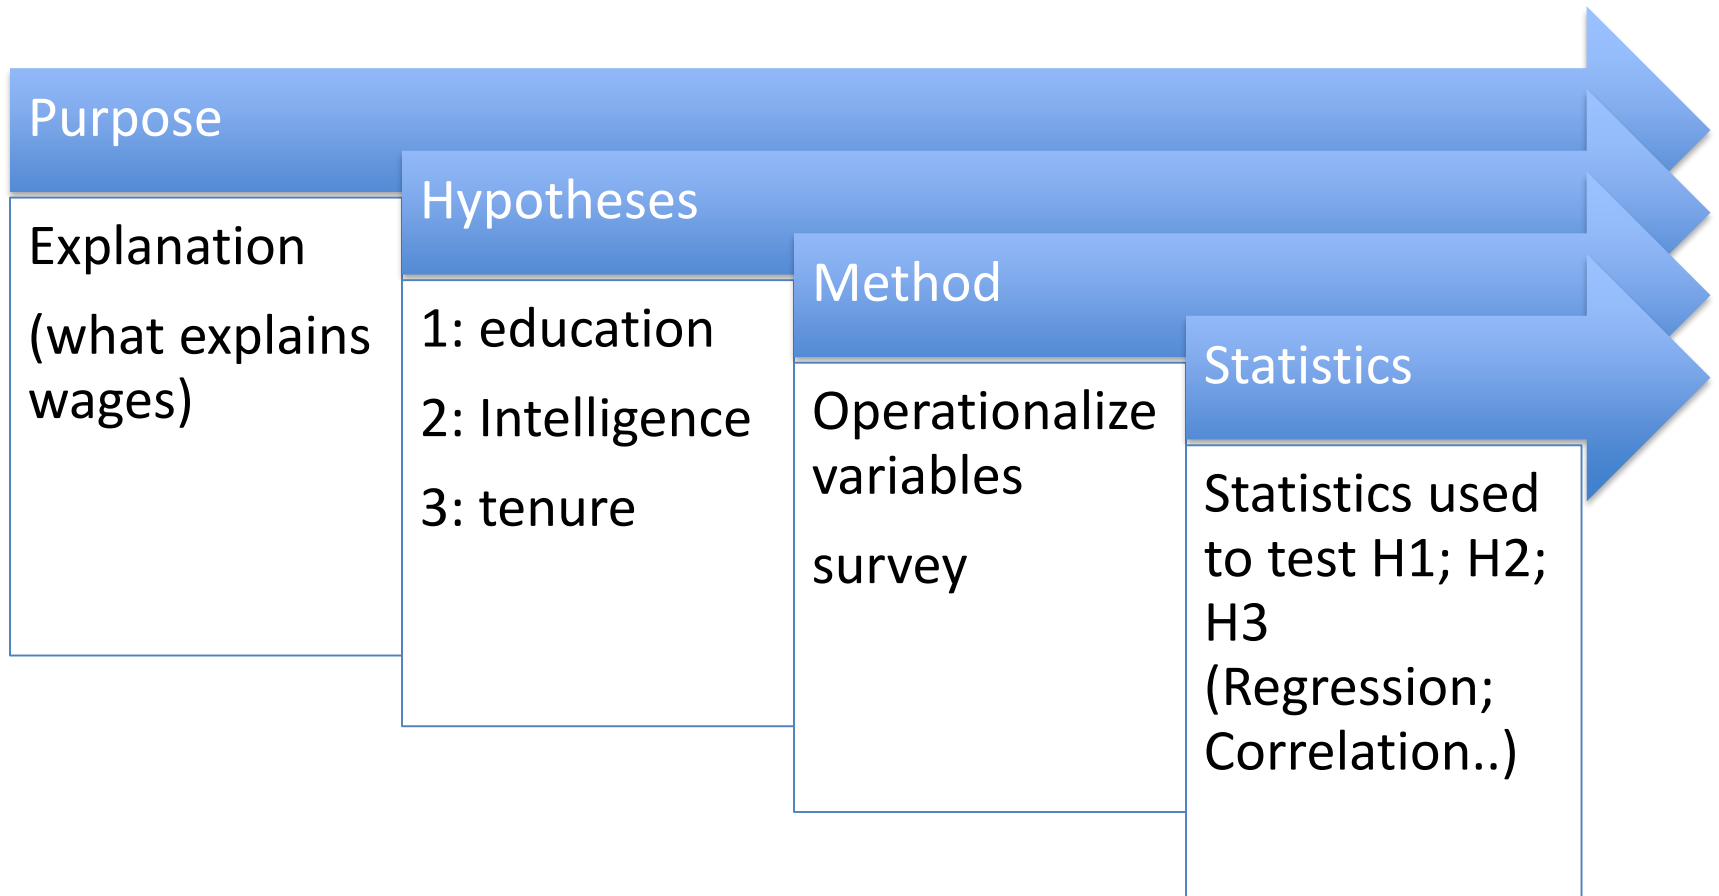 Purpose
Explanation
(what explains
wages)
Hypotheses
1: education
2: Intelligence
3: tenure
Method
Operationalize
variables
survey
Statistics
Statistics used
to test H1; H2;
H3
(Regression;
Correlation..)